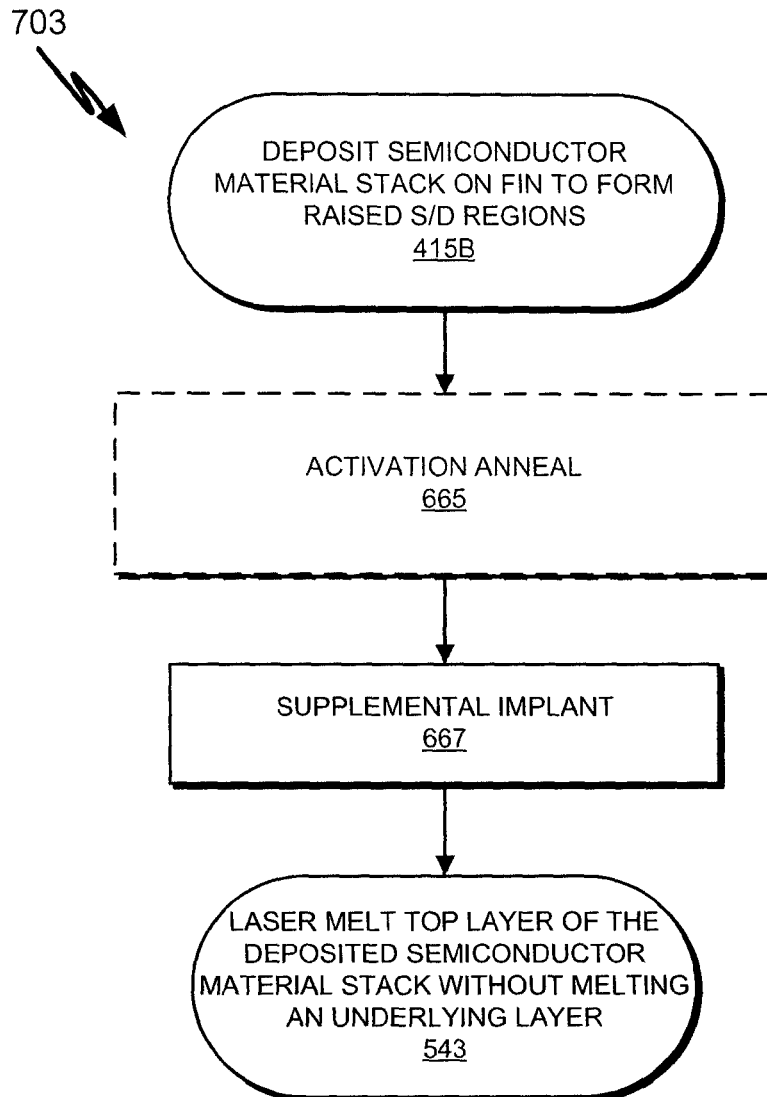 703
DEPOSIT SEMICONDUCTOR
MATERIAL STACK ON FIN TO FORM
RAISED S/D REGIONS
415B
ACTIVATION ANNEAL
665
SUPPLEMENTAL IMPLANT
667
LASER MELT TOP LAYER OF THE
DEPOSITED SEMICONDUCTOR
MATERIAL STACK WITHOUT MELTING
AN UNDERLYING LAYER
543